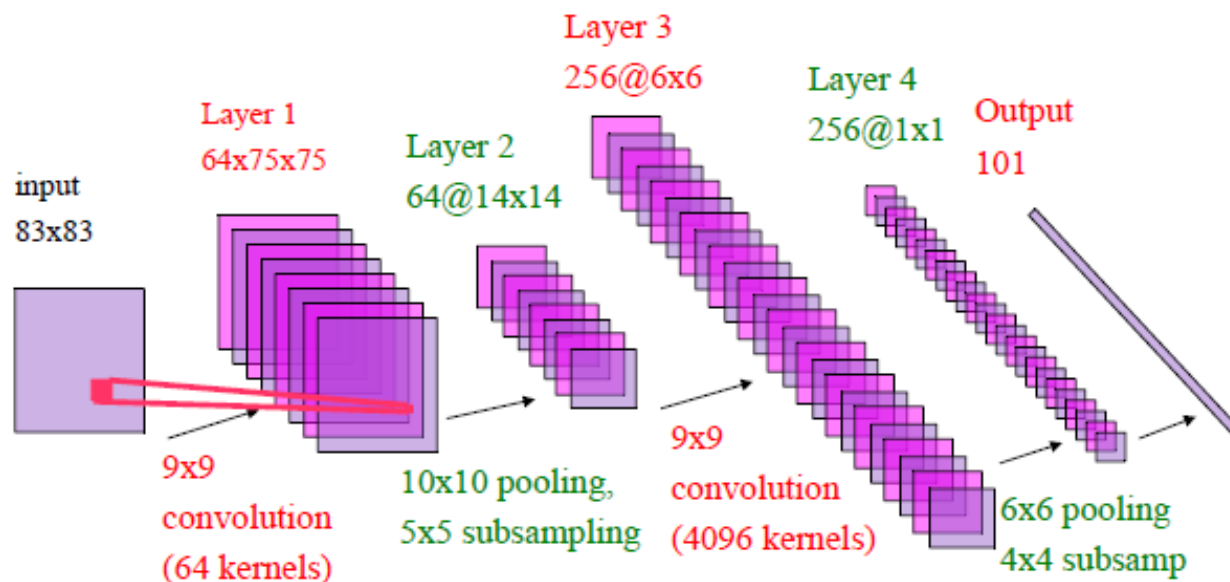 input
83x83
Layer 1
64x75x75
Layer 2
64@14x14
Layer 3
256@6x6
Layer 4
256@1x1
Output
101
9x9
convolution
(64 kernels)
10x10 pooling,
5x5 subsampling
9x9
convolution
(4096 kernels)
6x6 pooling
4x4 subsamp